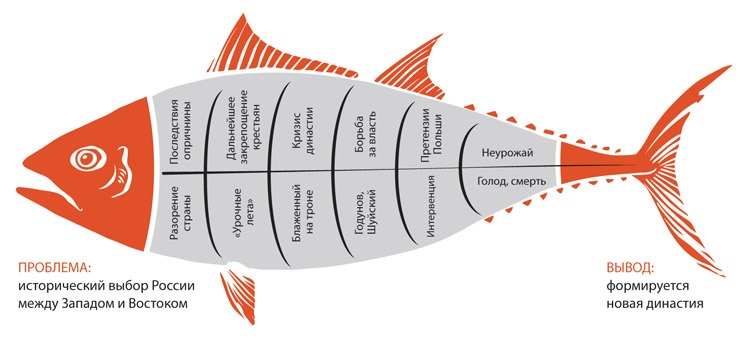 Последствия
опричнины
Дальнейшее
закрепощение
крестьян
Кризис
династии
Борьба
за власть
Претензии
Польши
Неурожай
Разорение
страны
«Урочные
лета»
Блаженный
на троне
Годунов,
Шуйский
Интервенция
Голод, смерть
ПРОБЛЕМА:
исторический выбор России
между Западом и Востоком
ВЫВОД:
формируется
новая династия